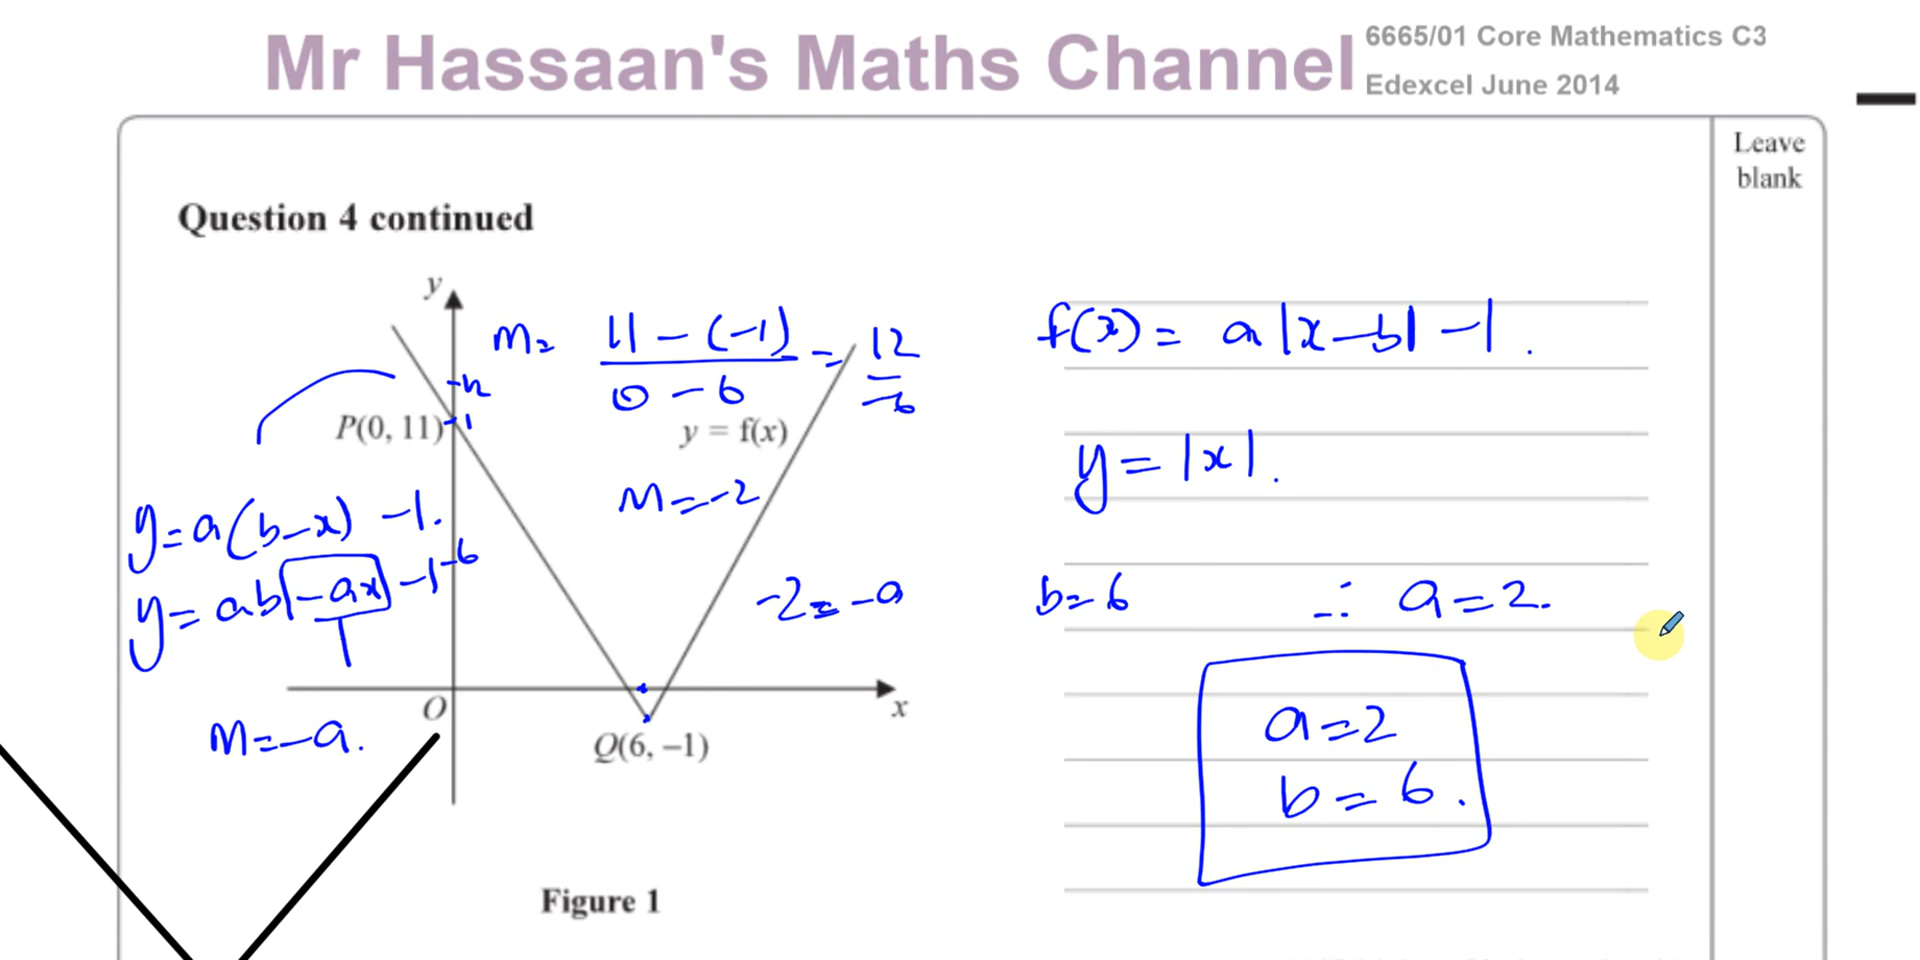 Mr Hassaan's Maths Channel
6665/01 Core Mathematics C3
Edexcel June 2014
Leave
blank
Question 4 continued
y
m= 11-(-1)/0-6 = 12/-6
f(x) = a|x-b| -1.
P(0, 11)
y = f(x)
y = |x|.
m=-2
y=a(b-x) -1.
y= ab-ax-1
-2=-a
b=6
∴ a=2.
O
x
m=-a.
Q(6, –1)
a=2
b=6.
Figure 1